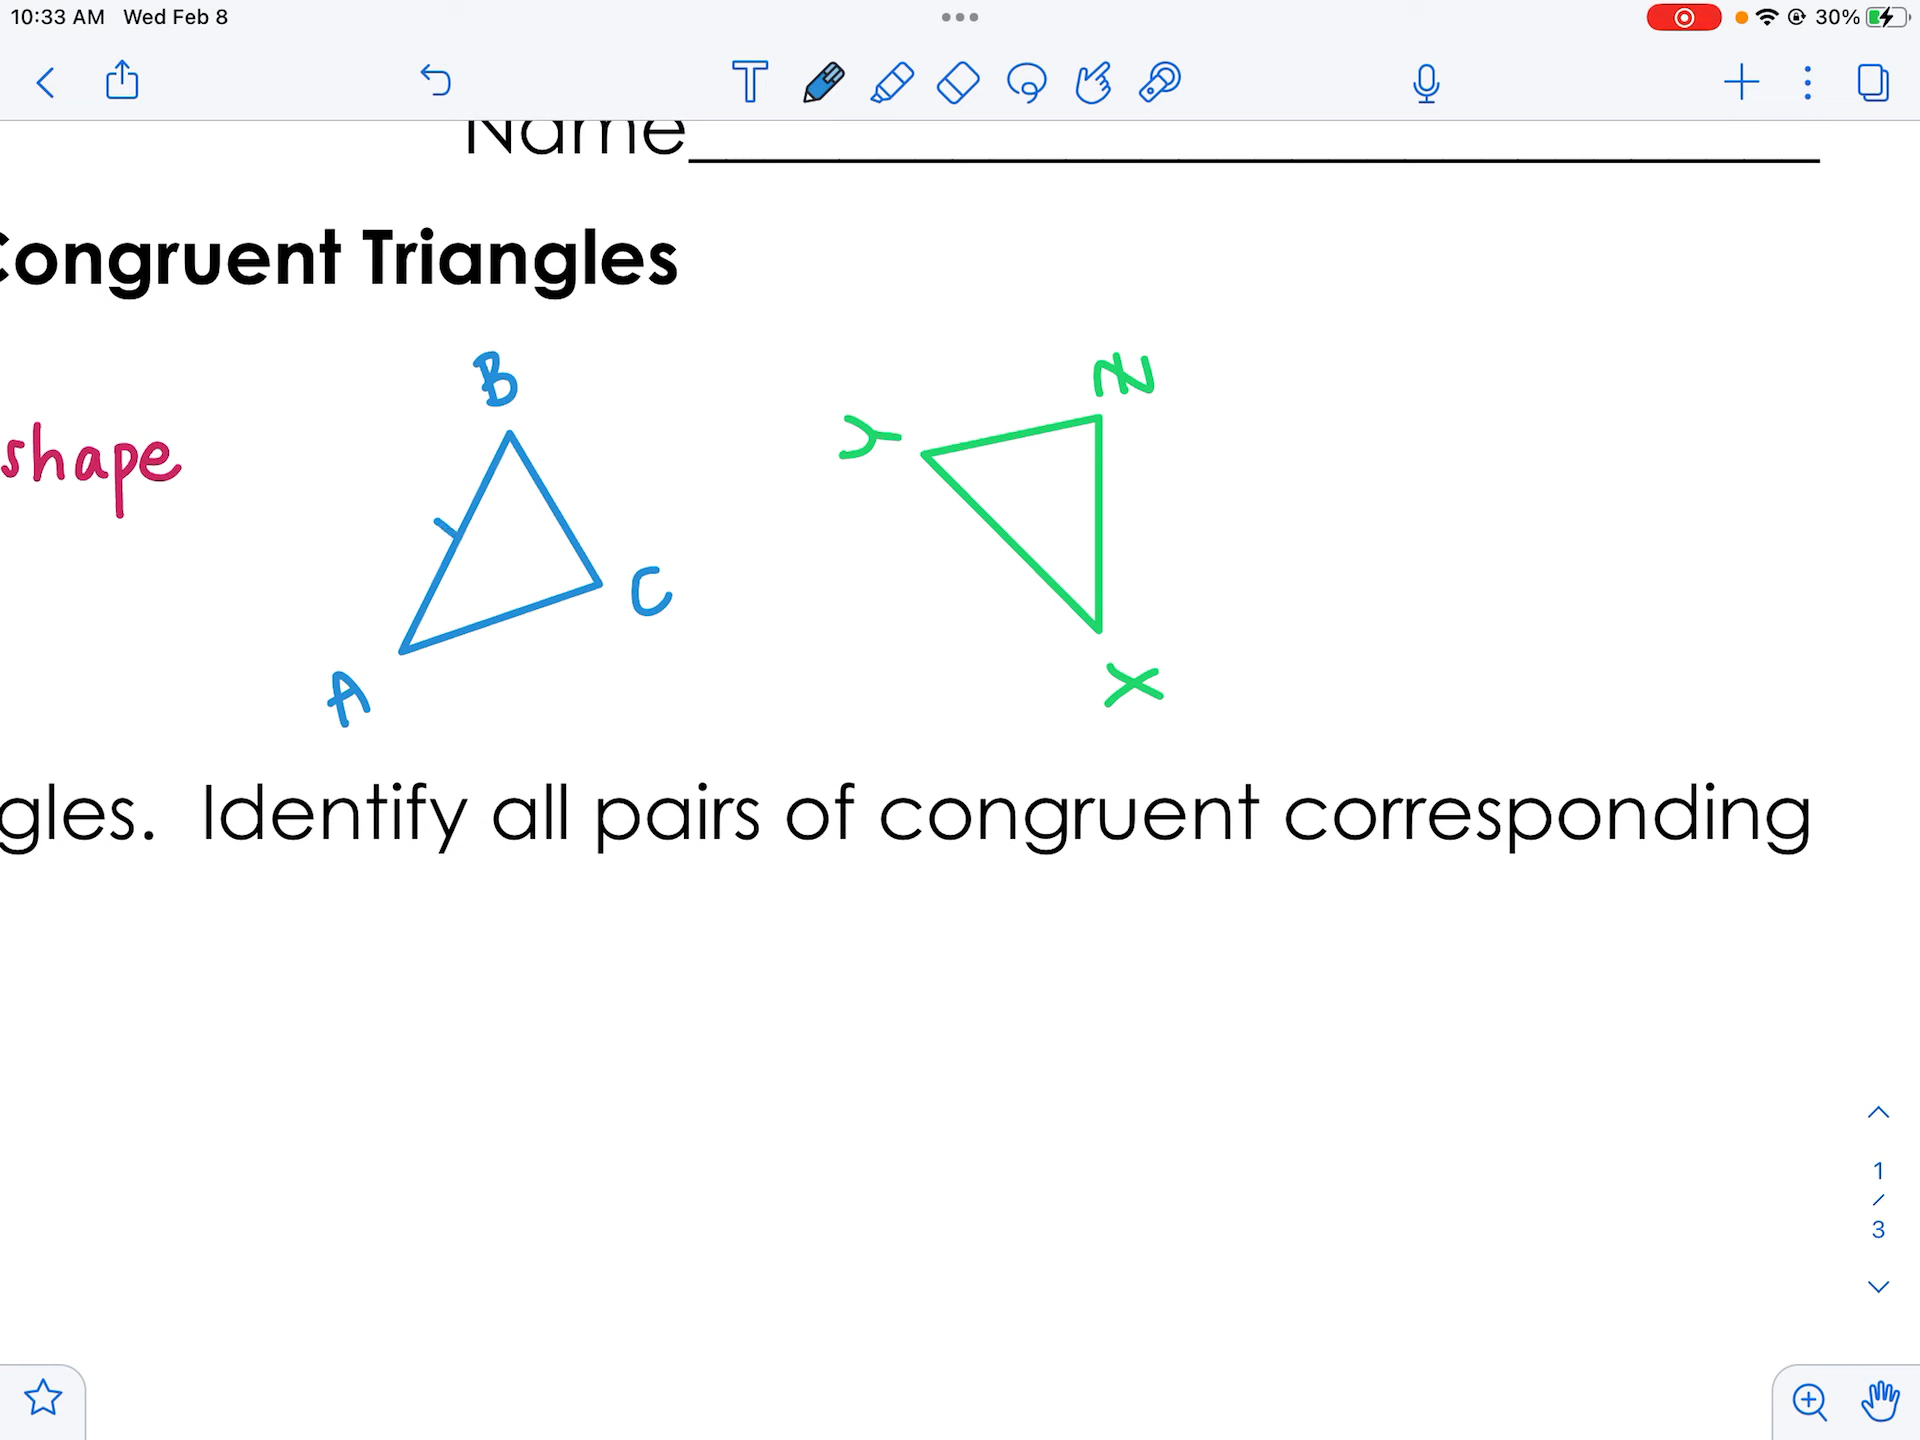 10:33 AM Wed Feb 8
30%
Name
Congruent Triangles
B
Z
Y
shape
C
A
X
gles. Identify all pairs of congruent corresponding
1
/
3